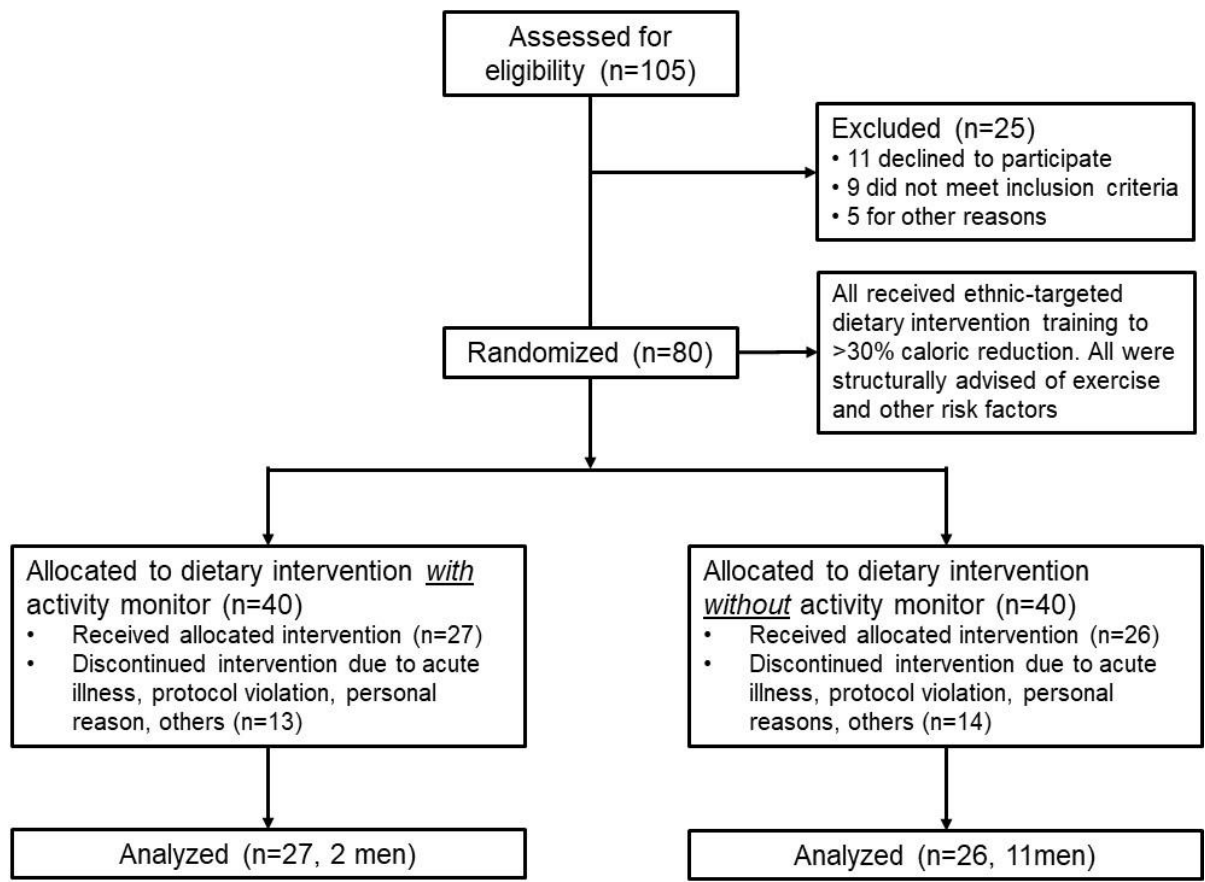 Assessed for
eligibility (n=105)
Excluded (n=25)
• 11 declined to participate
• 9 did not meet inclusion criteria
• 5 for other reasons
All received ethnic-targeted
dietary intervention training to
>30% caloric reduction. All were
structurally advised of exercise
and other risk factors
Randomized (n=80)
Allocated to dietary intervention with
activity monitor (n=40)
• Received allocated intervention (n=27)
• Discontinued intervention due to acute
illness, protocol violation, personal
reason, others (n=13)
Allocated to dietary intervention
without activity monitor (n=40)
• Received allocated intervention (n=26)
• Discontinued intervention due to acute
illness, protocol violation, personal
reasons, others (n=14)
Analyzed (n=27, 2 men)
Analyzed (n=26, 11men)